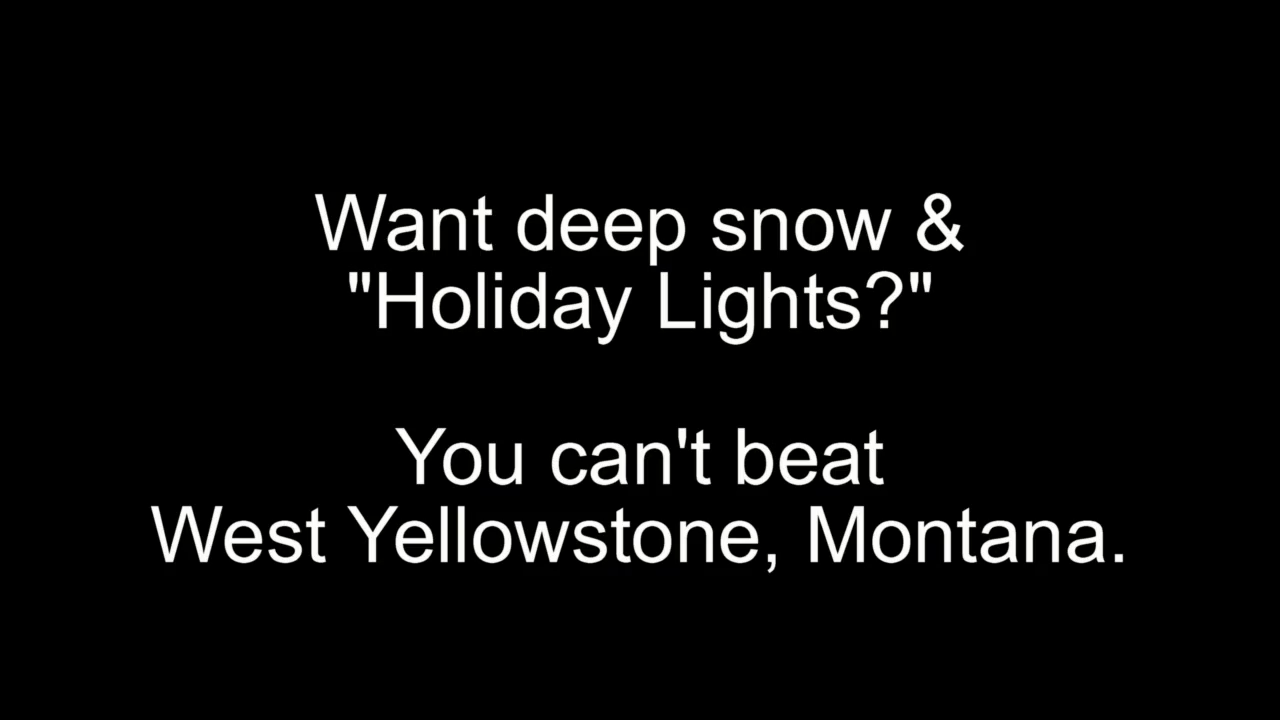 Want deep snow &
"Holiday Lights?"
You can't beat
West Yellowstone, Montana.